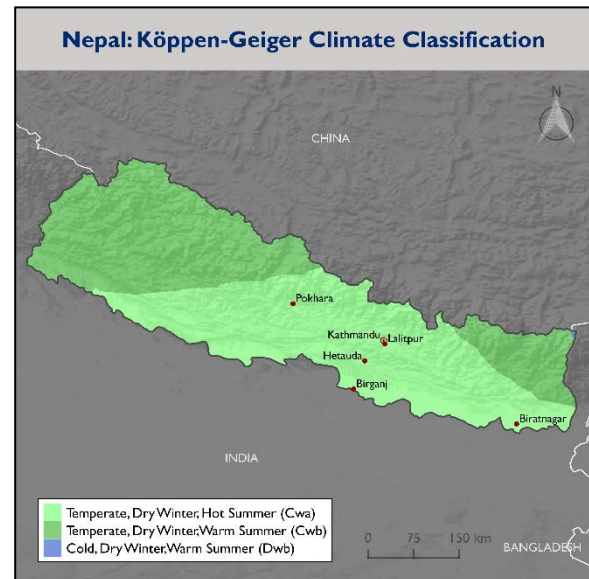 Nepal: Köppen-Geiger Climate Classification
N
CHINA
Pokhara
Kathmandu
Lalitpur
Hetauda
Birganj
Biratnagar
INDIA
Temperate, Dry Winter, Hot Summer (Cwa)
Temperate, Dry Winter, Warm Summer (Cwb)
Cold, Dry Winter, Warm Summer (Dwb)
0 75 150 km
BANGLADESH